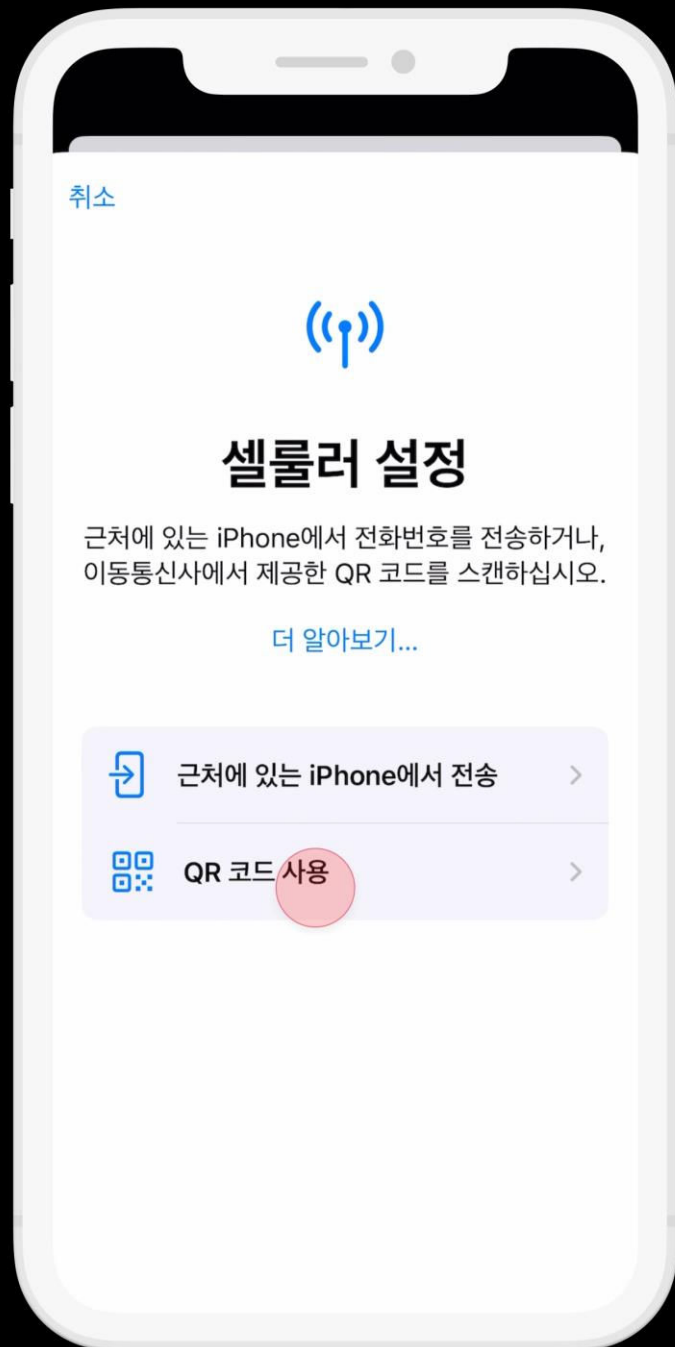 취소
셀룰러 설정
근처에 있는 iPhone에서 전화번호를 전송하거나,
이동통신사에서 제공한 QR 코드를 스캔하십시오.
더 알아보기...
근처에 있는 iPhone에서 전송
QR 코드 사용